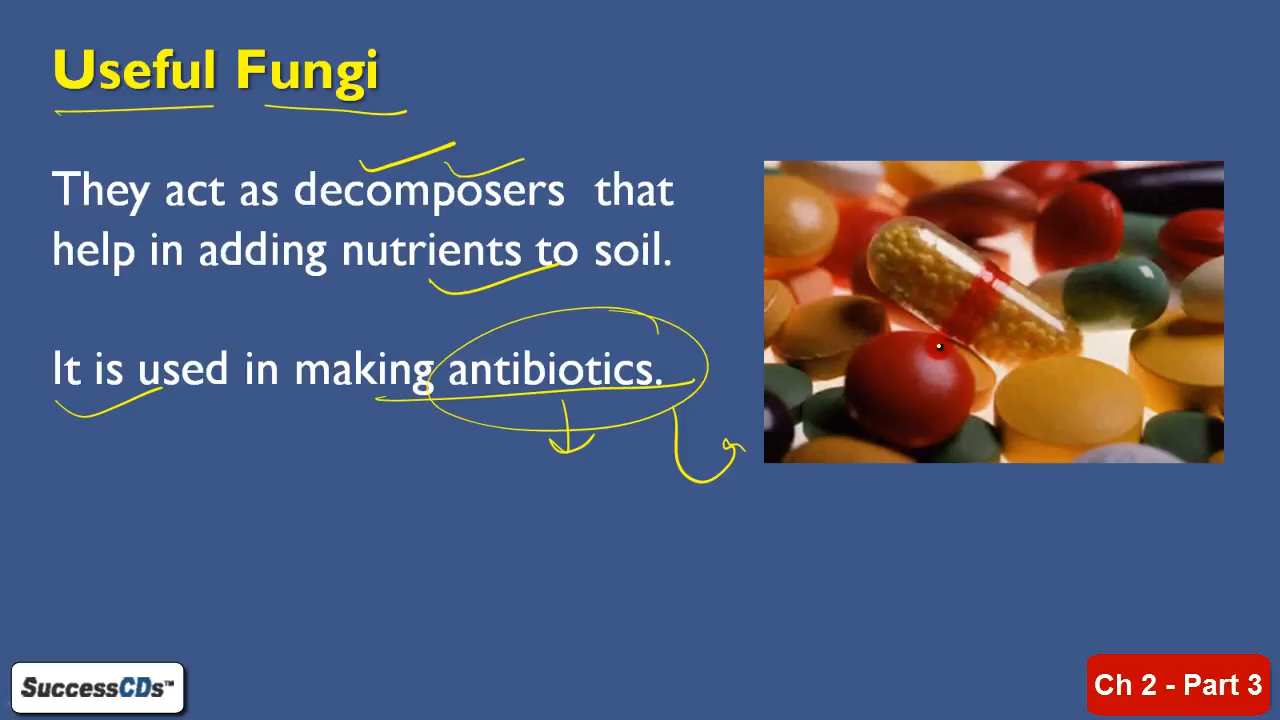 Useful Fungi
They act as decomposers that
help in adding nutrients to soil.
It is used in making antibiotics.
SuccessCDs™
Ch 2 - Part 3